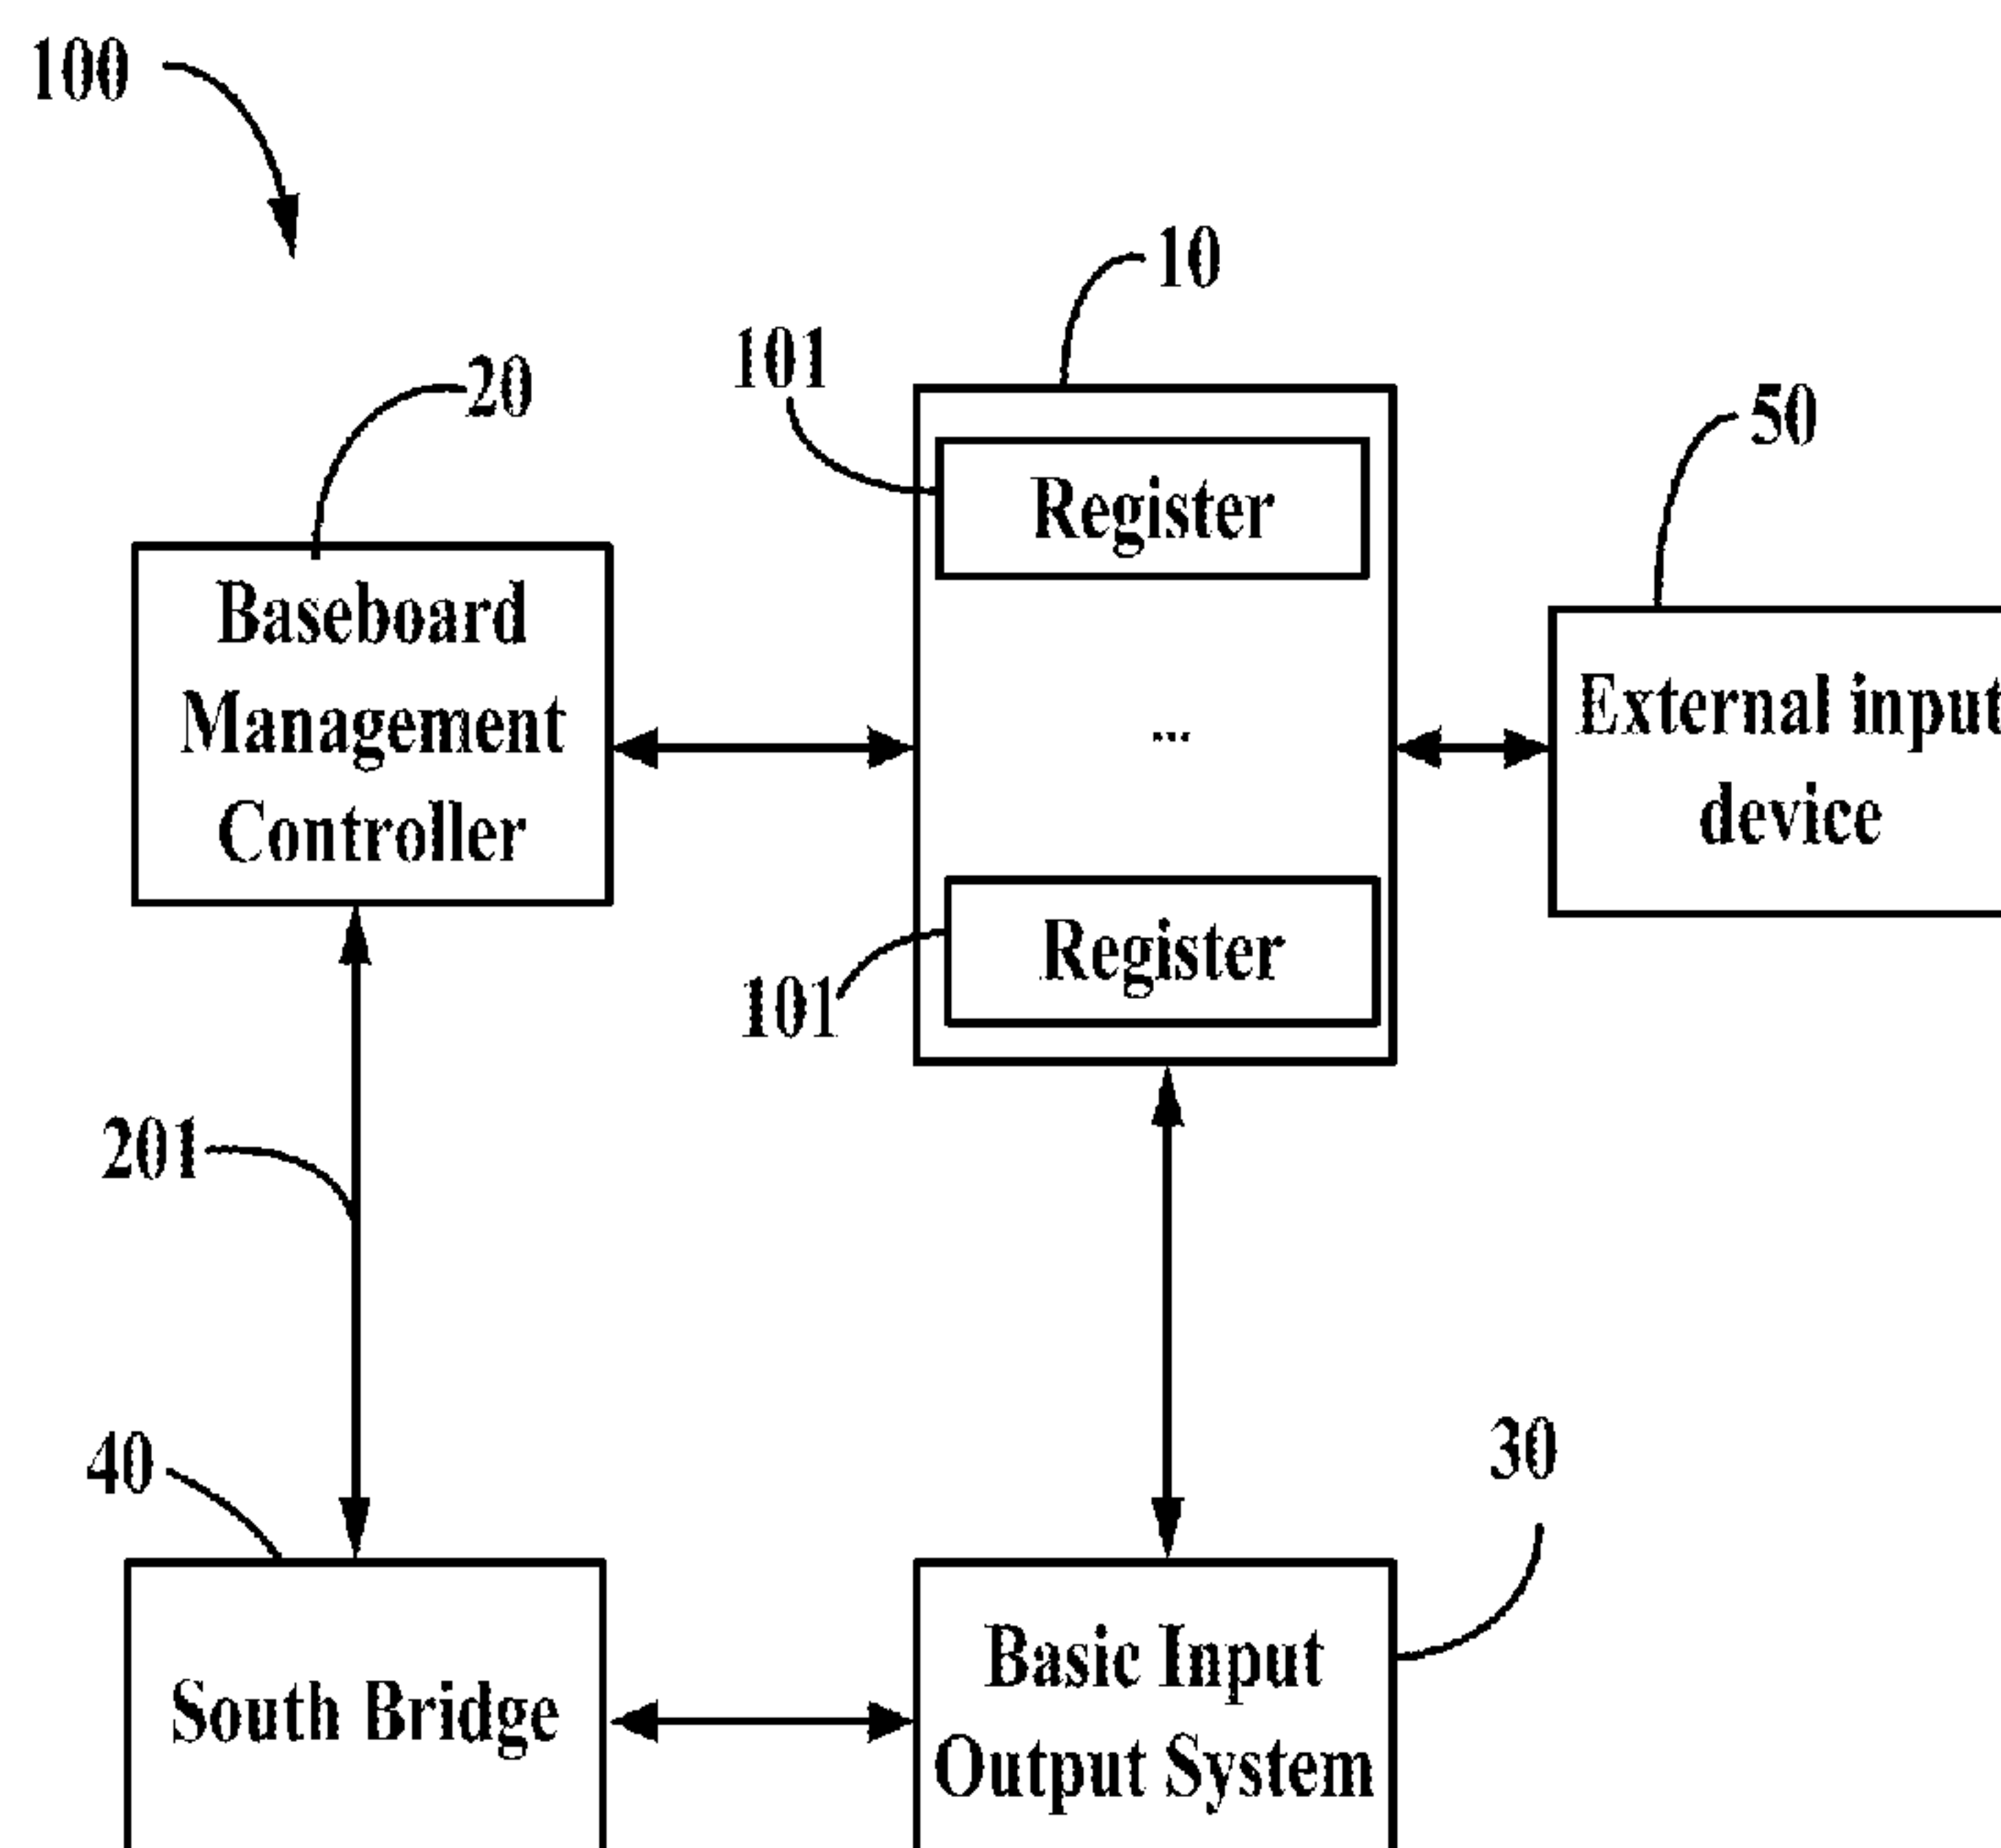 100
10
101
20
50
Register
Baseboard
Management
Controller
...
External input
device
Register
101
201
40
30
South Bridge
Basic Input
Output System